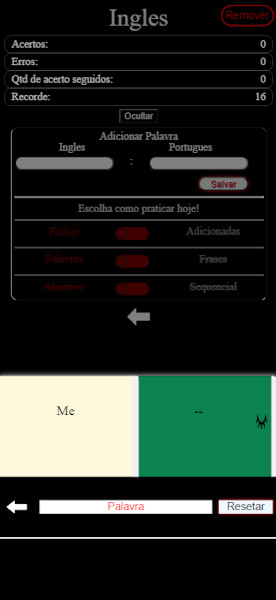 Ingles
Remover
Acertos: 0
Erros: 0
Qtd de acerto seguidos: 0
Recorde: 16
Ocultar
Adicionar Palavra
Ingles Portugues
:
Salvar
Escolha como praticar hoje!
Padrao Adicionadas
Palavras Frases
Aleatorio Sequencial
Me --
Palavra Resetar